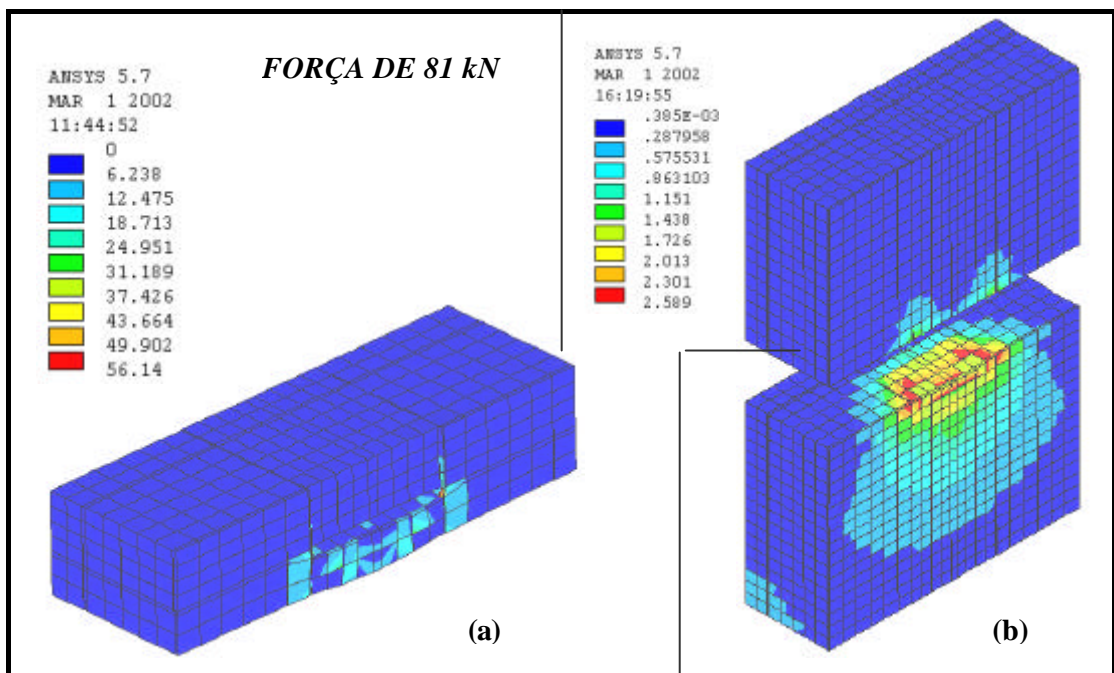 FORÇA DE 81 kN
ANSYS 5.7
MAR 1 2002
11:44:52
0
6.238
12.475
18.713
24.951
31.189
37.426
43.664
49.902
56.14
(a)
ANSYS 5.7
MAR 1 2002
16:19:55
.385E-03
.287958
.575531
.863103
1.151
1.438
1.726
2.013
2.301
2.589
(b)